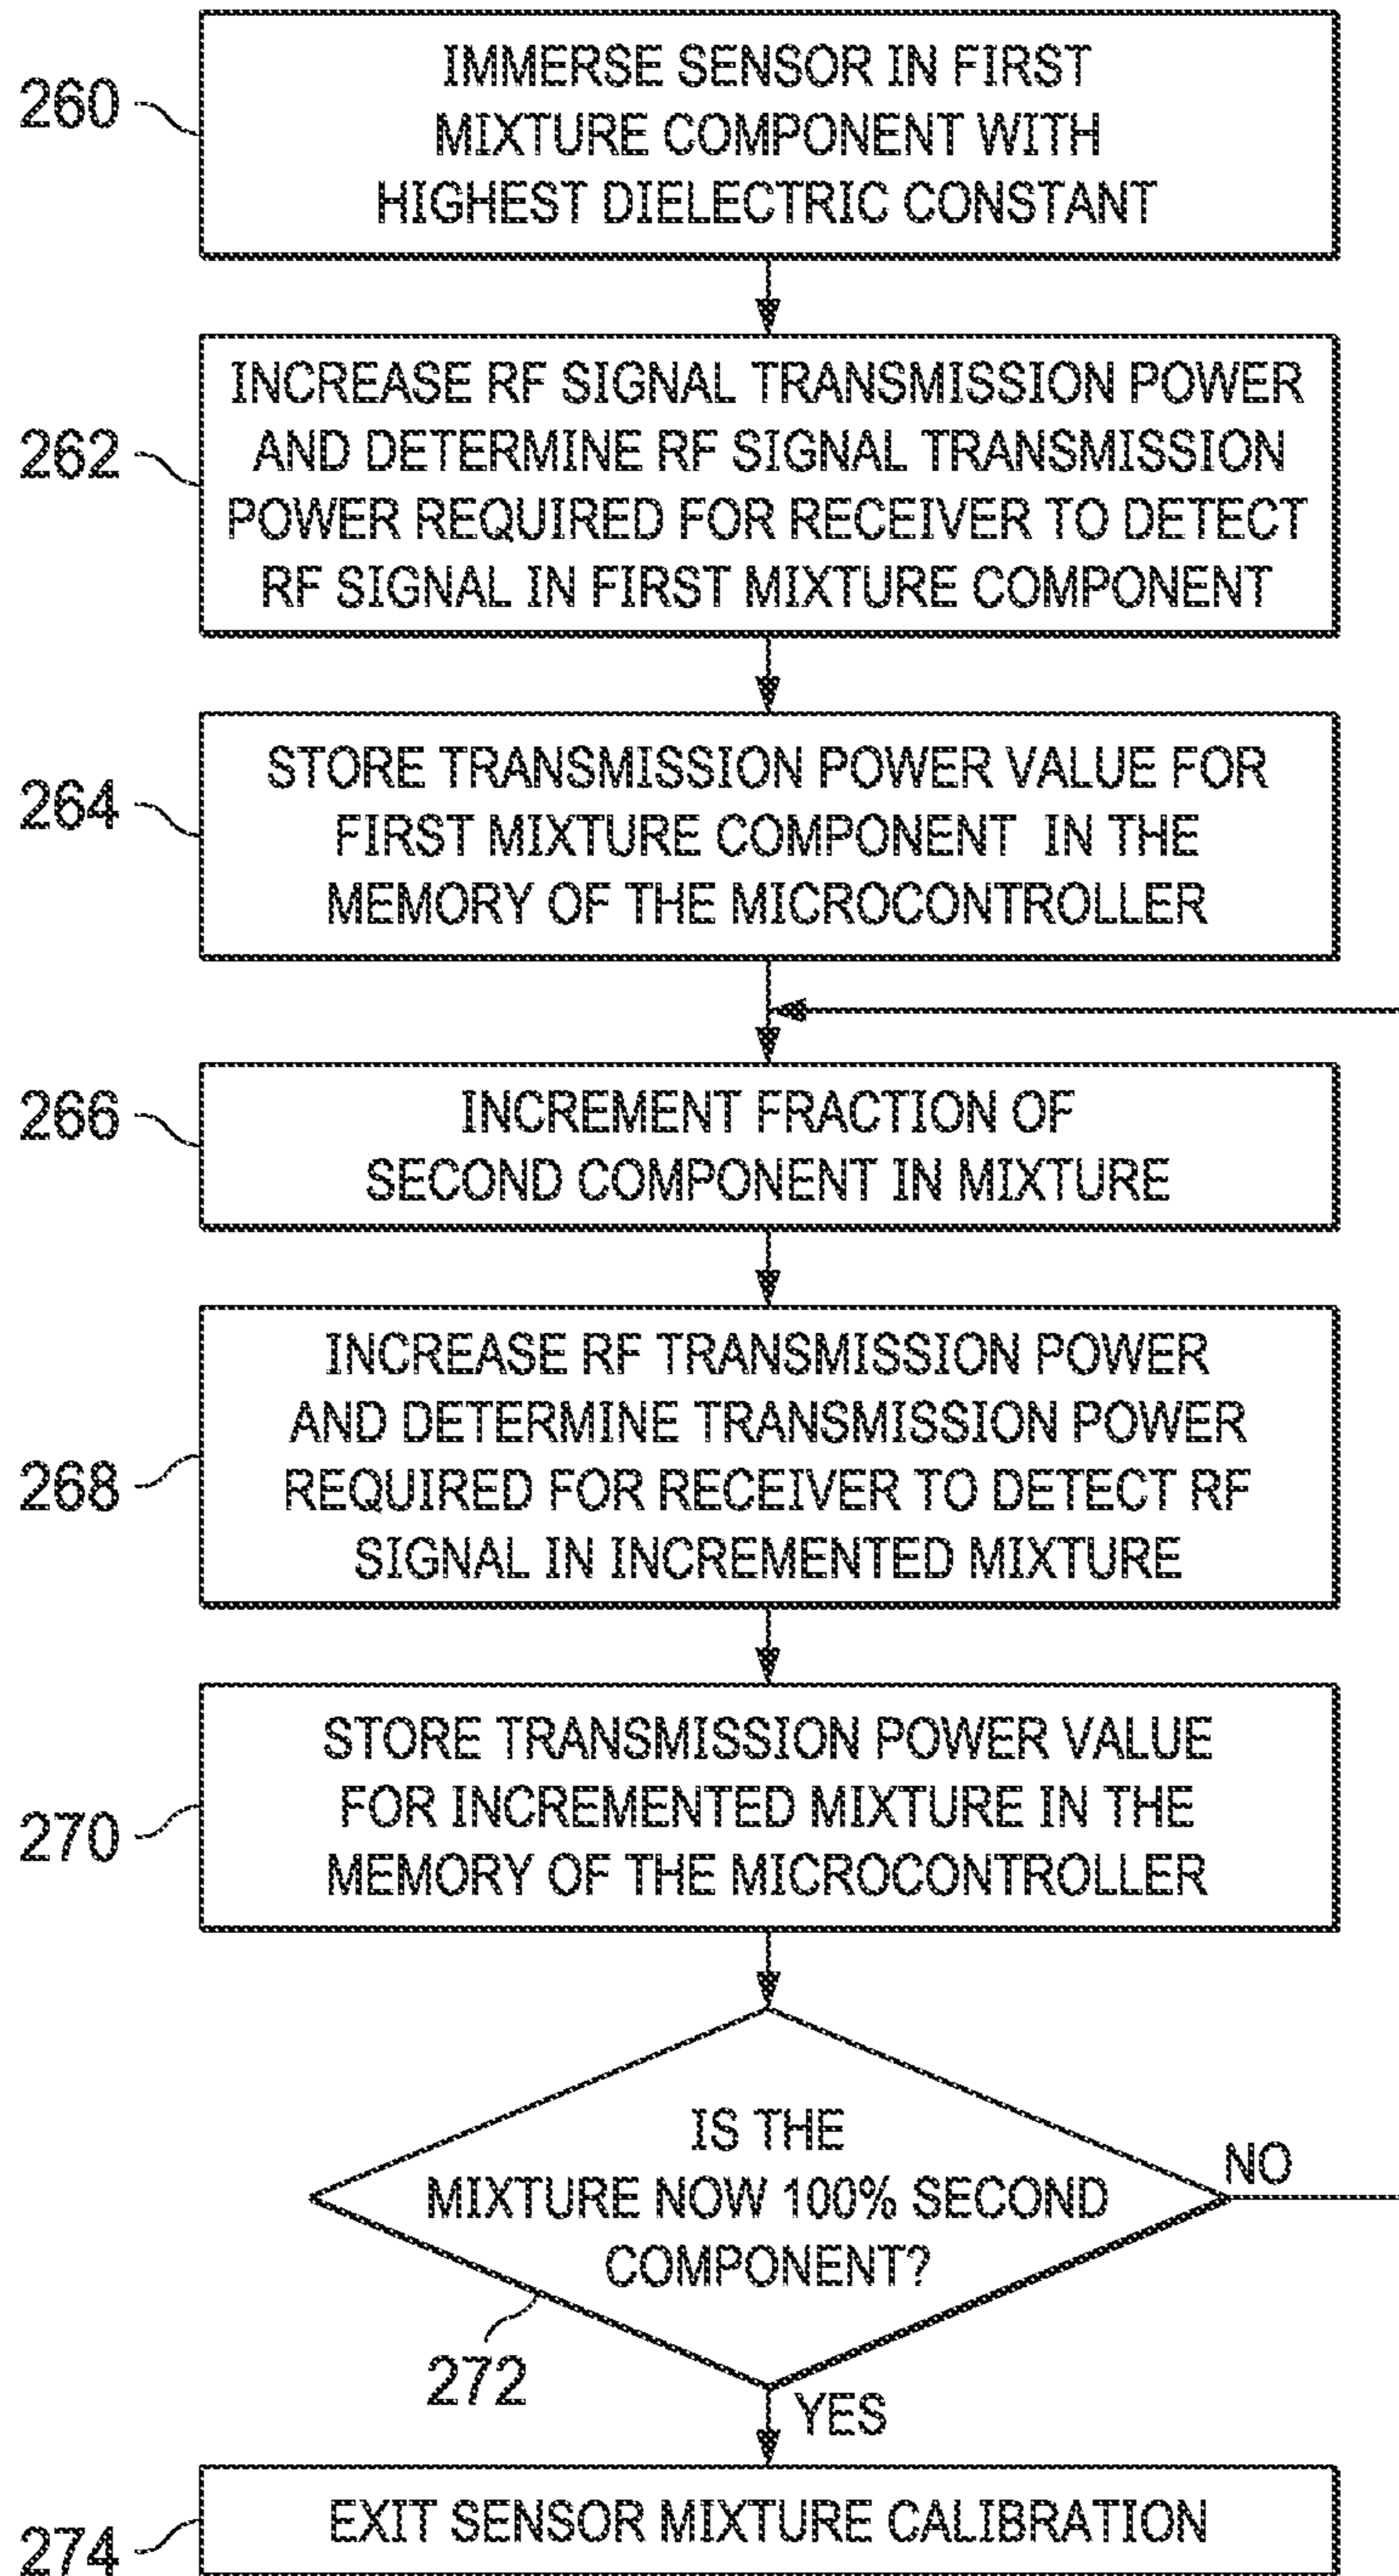 260
IMMERSE SENSOR IN FIRST
MIXTURE COMPONENT WITH
HIGHEST DIELECTRIC CONSTANT
262
INCREASE RF SIGNAL TRANSMISSION POWER
AND DETERMINE RF SIGNAL TRANSMISSION
POWER REQUIRED FOR RECEIVER TO DETECT
RF SIGNAL IN FIRST MIXTURE COMPONENT
264
STORE TRANSMISSION POWER VALUE FOR
FIRST MIXTURE COMPONENT IN THE
MEMORY OF THE MICROCONTROLLER
266
INCREMENT FRACTION OF
SECOND COMPONENT IN MIXTURE
268
INCREASE RF TRANSMISSION POWER
AND DETERMINE TRANSMISSION POWER
REQUIRED FOR RECEIVER TO DETECT RF
SIGNAL IN INCREMENTED MIXTURE
270
STORE TRANSMISSION POWER VALUE
FOR INCREMENTED MIXTURE IN THE
MEMORY OF THE MICROCONTROLLER
IS THE
MIXTURE NOW 100% SECOND
COMPONENT?
NO
272
YES
274
EXIT SENSOR MIXTURE CALIBRATION